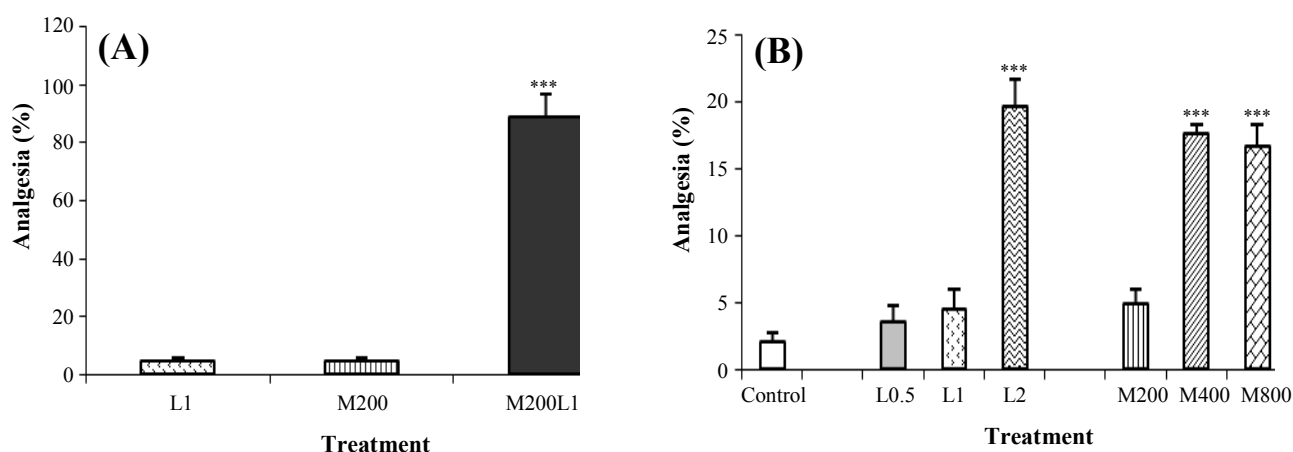 (A)
Analgesia (%)
120
100
80
60
40
20
0
***
L1 M200 M200L1
Treatment
(B)
Analgesia (%)
25
20
15
10
5
0
***
*** ***
Control L0.5 L1 L2 M200 M400 M800
Treatment